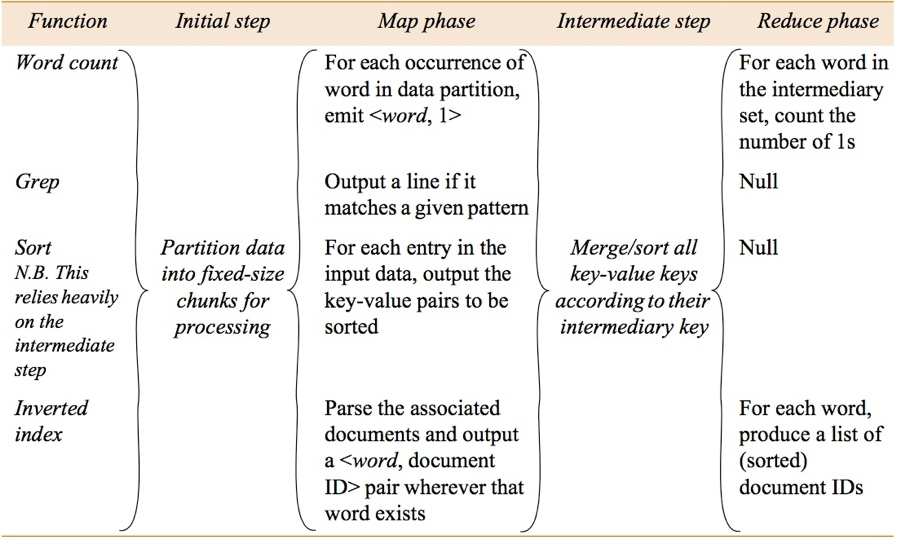 Function Initial step Map phase Intermediate step Reduce phase
Word count
For each occurrence of
word in data partition,
emit <word, 1>
For each word in
the intermediary
set, count the
number of 1s
Grep
Output a line if it
matches a given pattern
Null
Sort
N.B. This
relies heavily
on the
intermediate
step
Partition data
into fixed-size
chunks for
processing
For each entry in the
input data, output the
key-value pairs to be
sorted
Merge/sort all
key-value keys
according to their
intermediary key
Null
Inverted
index
Parse the associated
documents and output
a <word, document
ID> pair wherever that
word exists
For each word,
produce a list of
(sorted)
document IDs